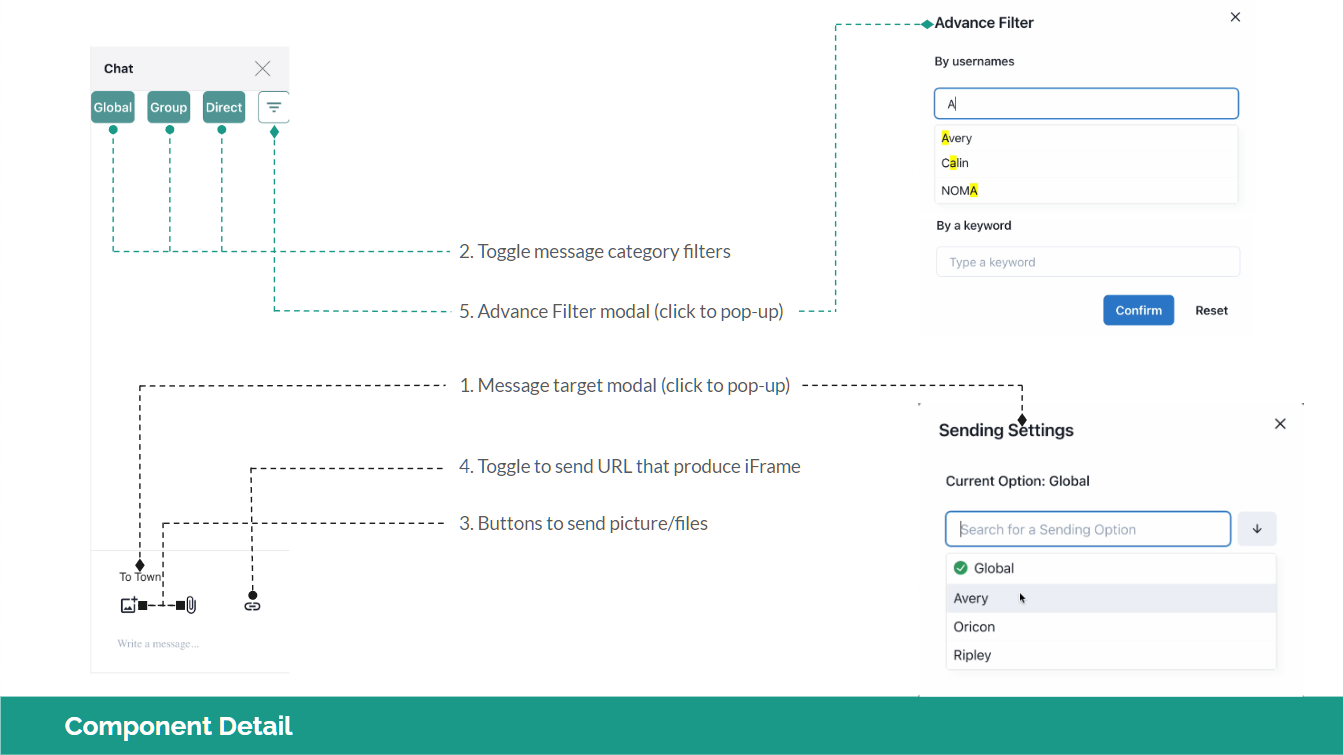 Chat
Global Group Direct
2. Toggle message category filters
5. Advance Filter modal (click to pop-up)
1. Message target modal (click to pop-up)
4. Toggle to send URL that produce iFrame
3. Buttons to send picture/files
To Town
Write a message...
Advance Filter
By usernames
A
Avery
Calin
NOMA
By a keyword
Type a keyword
Confirm Reset
Sending Settings
Current Option: Global
Search for a Sending Option
Global
Avery
Oricon
Ripley
Component Detail